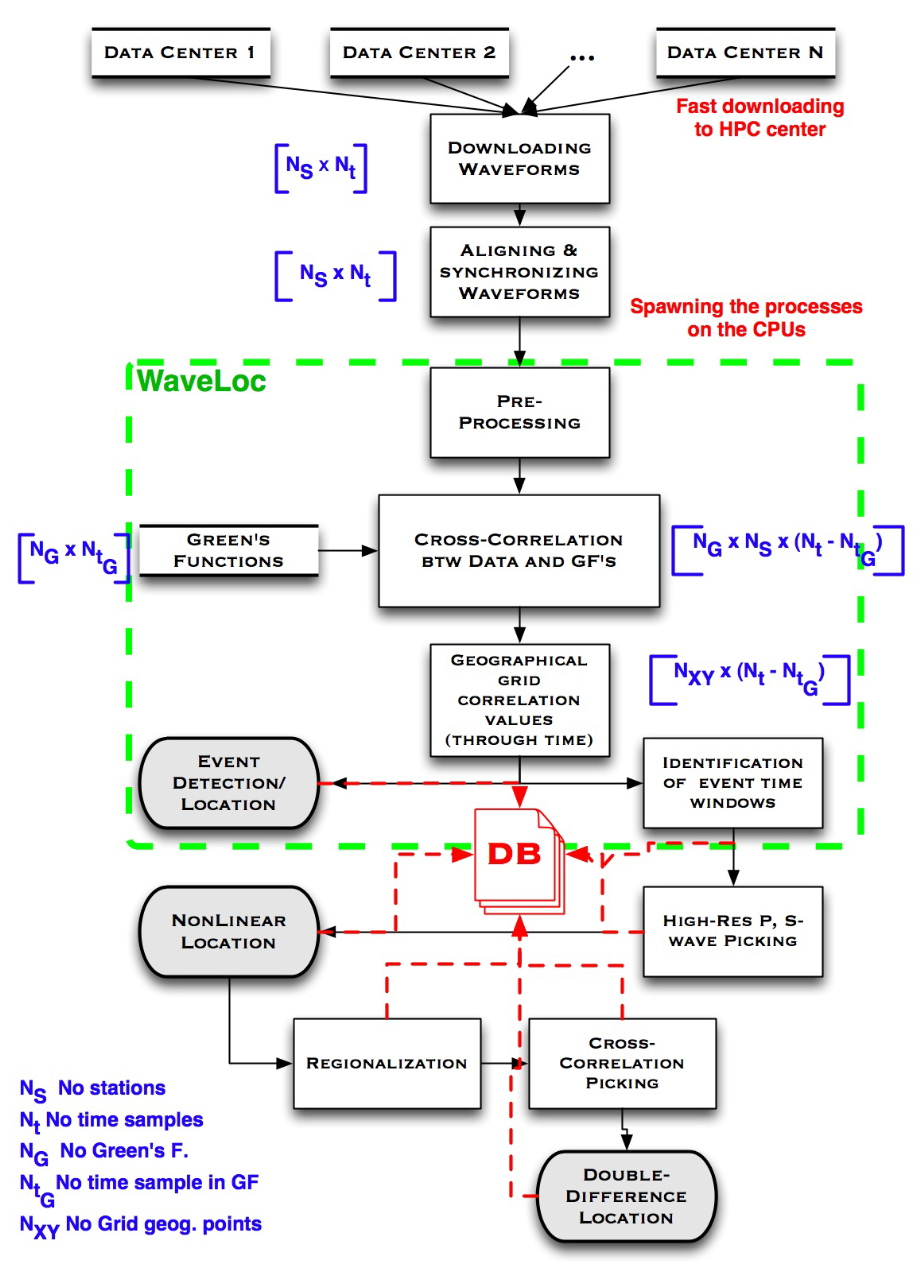 DATA CENTER 1
DATA CENTER 2
...
DATA CENTER N
Fast downloading
to HPC center
DOWNLOADING
WAVEFORMS
[NS x Nt]
ALIGNING &
SYNCHRONIZING
WAVEFORMS
[NS x Nt]
Spawning the processes
on the CPUs
WaveLoc
PRE-
PROCESSING
[NG x NtG]
GREEN'S
FUNCTIONS
CROSS-CORRELATION
BTW DATA AND GF'S
[NG x NS x (Nt - NtG)]
GEOGRAPHICAL
GRID
CORRELATION
VALUES
(THROUGH TIME)
[NXY x (Nt - NtG)]
EVENT
DETECTION/
LOCATION
IDENTIFICATION
OF EVENT TIME
WINDOWS
DB
NONLINEAR
LOCATION
HIGH-RES P, S-
WAVE PICKING
REGIONALIZATION
CROSS-
CORRELATION
PICKING
DOUBLE-
DIFFERENCE
LOCATION
NS No stations
Nt No time samples
NG No Green's F.
NtG No time sample in GF
NXY No Grid geog. points